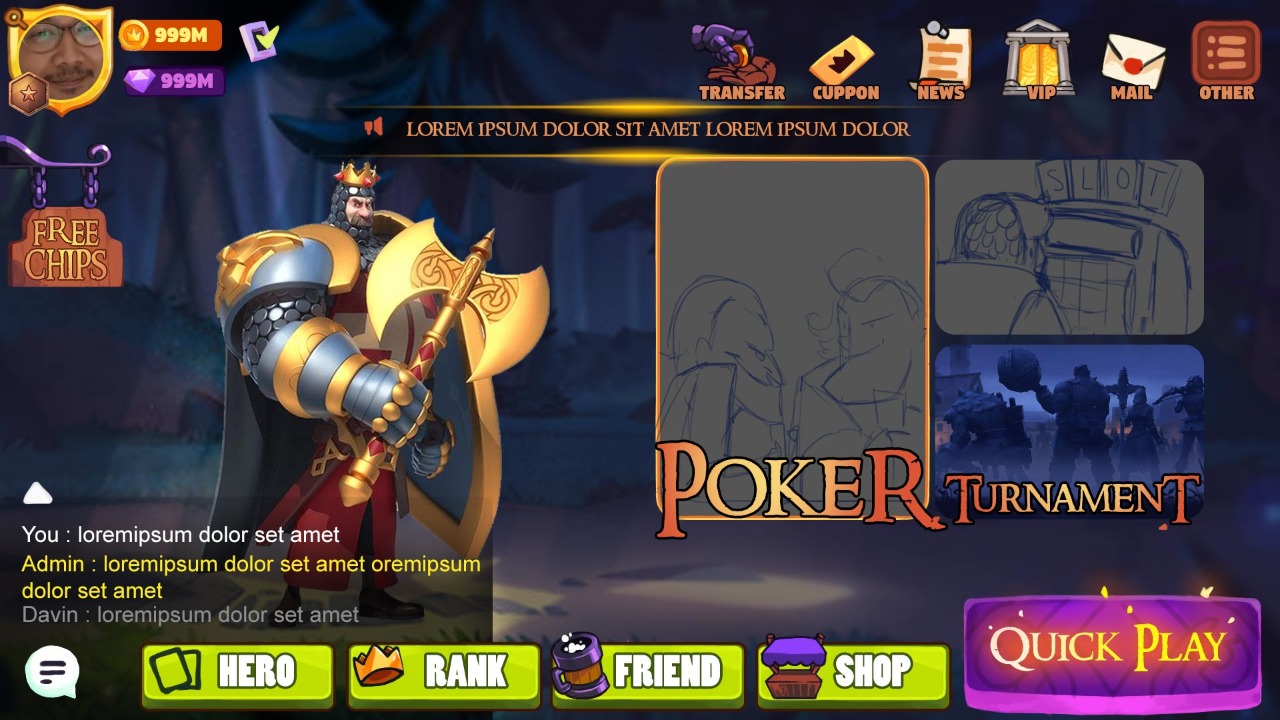 999M
999M
TRANSFER
CUPPON
NEWS
VIP
MAIL
OTHER
LOREM IPSUM DOLOR SIT AMET LOREM IPSUM DOLOR
FREE
CHIPS
SLOT
POKER
TURNAMENT
You : loremipsum dolor set amet
Admin : loremipsum dolor set amet oremipsum
dolor set amet
Davin : loremipsum dolor set amet
HERO
RANK
FRIEND
SHOP
QUICK PLAY